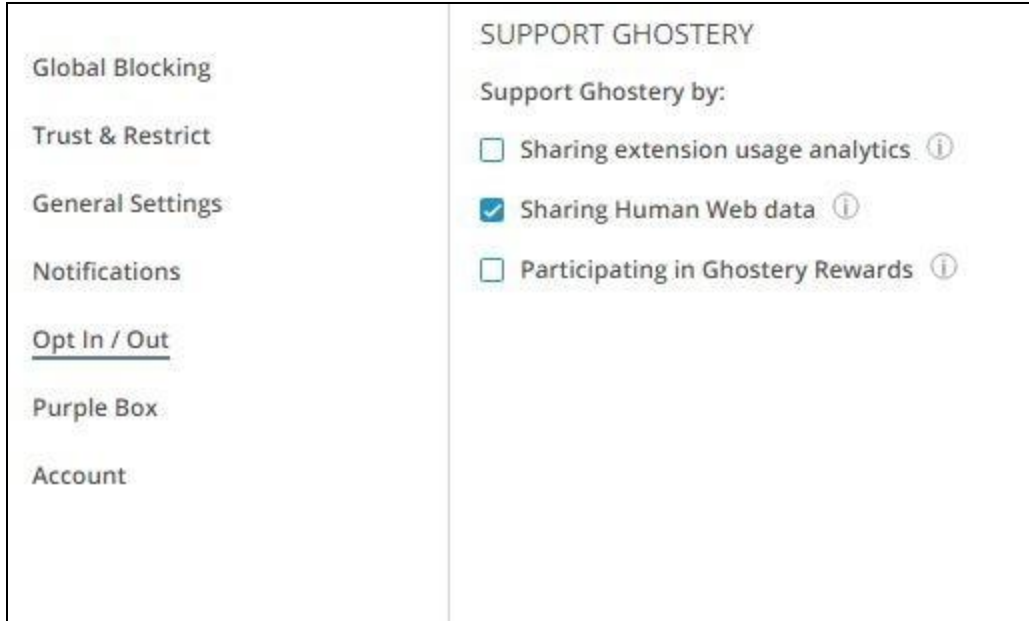 Global Blocking
Trust & Restrict
General Settings
Notifications
Opt In / Out
Purple Box
Account
SUPPORT GHOSTERY
Support Ghostery by:
Sharing extension usage analytics
Sharing Human Web data
Participating in Ghostery Rewards